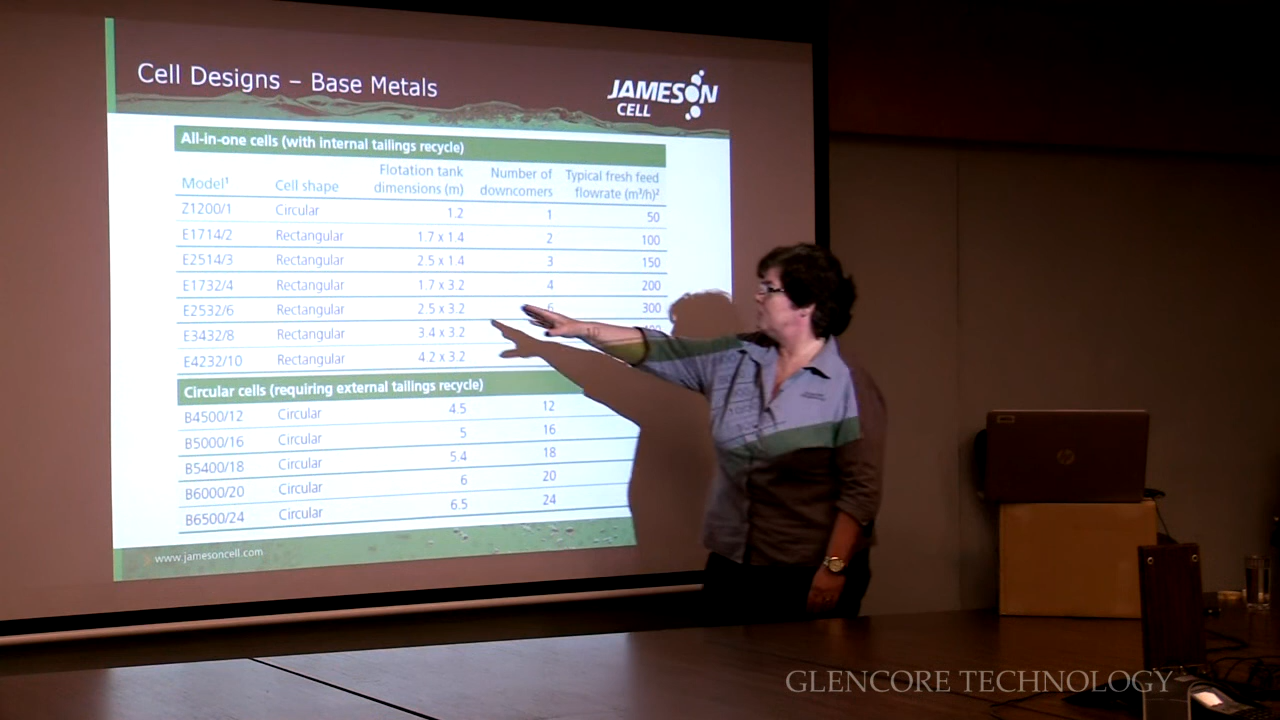 Cell Designs – Base Metals
JAMESON
CELL
All-in-one cells (with internal tailings recycle)
Model¹ Cell shape Flotation tank dimensions (m) Number of downcomers Typical fresh feed flowrate (m³/h)²
Z1200/1 Circular 1.2 1 50
E1714/2 Rectangular 1.7 x 1.4 2 100
E2514/3 Rectangular 2.5 x 1.4 3 150
E1732/4 Rectangular 1.7 x 3.2 4 200
E2532/6 Rectangular 2.5 x 3.2 6 300
E3432/8 Rectangular 3.4 x 3.2
E4232/10 Rectangular 4.2 x 3.2 10
Circular cells (requiring external tailings recycle)
B4500/12 Circular 4.5 12
B5000/16 Circular 5 16
B5400/18 Circular 5.4 18
B6000/20 Circular 6 20
B6500/24 Circular 6.5 24
www.jamesoncell.com
hp
GLENCORE TECHNOLOGY